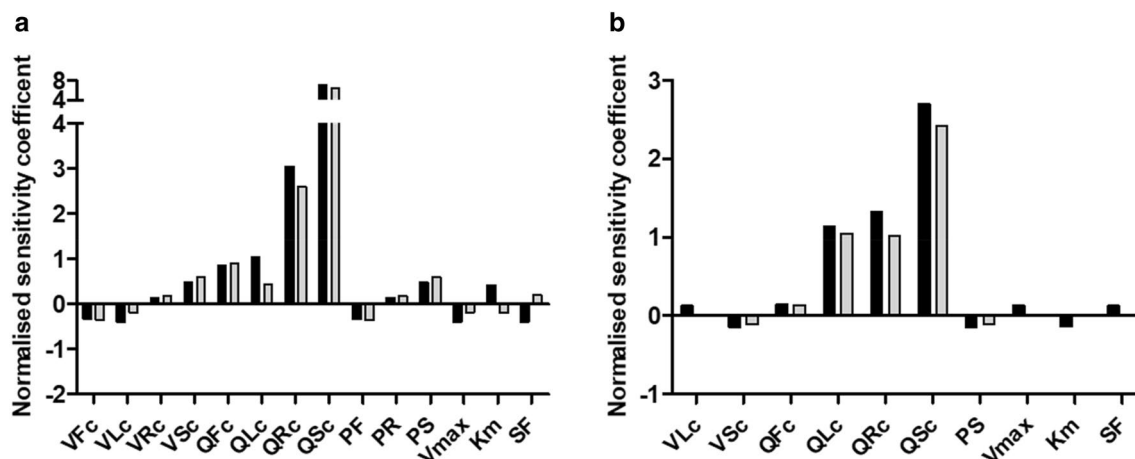 a
Normalised sensitivity coefficent
8
4
4
3
2
1
0
-1
-2
VFc
VLc
VRc
VSc
QFc
QLc
QRc
QSc
PF
PR
PS
Vmax
Km
SF
b
Normalised sensitivity coefficent
3
2
1
0
-1
VLc
VSc
QFc
QLc
QRc
QSc
PS
Vmax
Km
SF